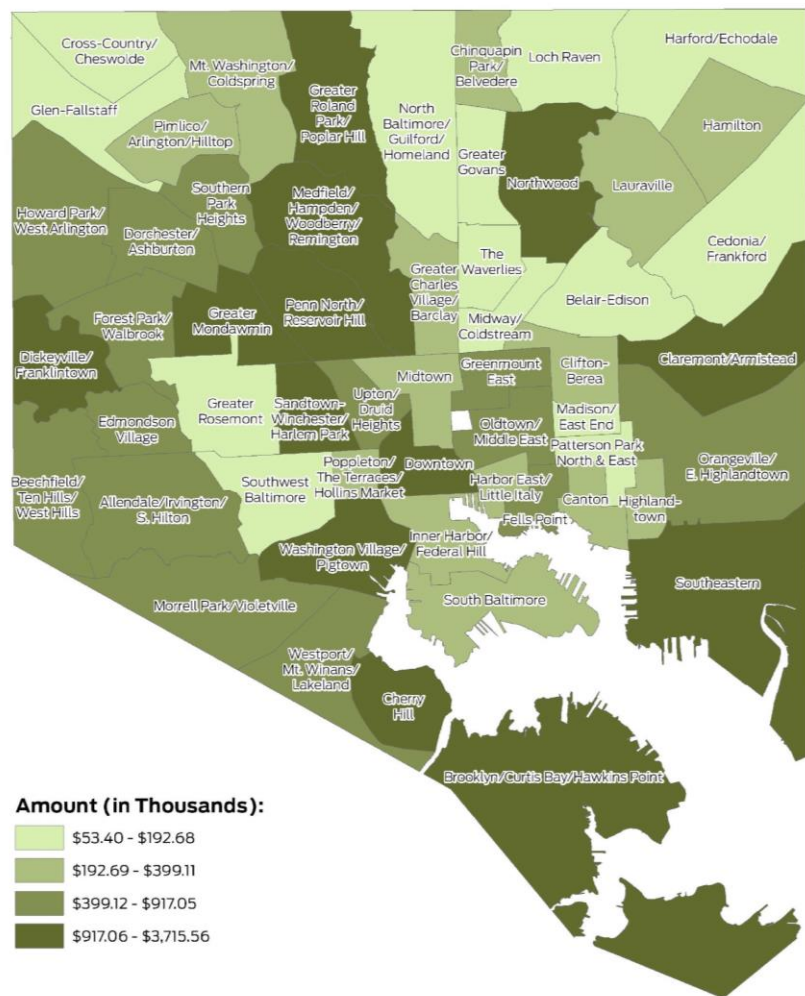 Cross-Country/
Cheswolde
Mt. Washington/
Coldspring
Greater
Roland
Park/
Poplar Hill
North
Baltimore/
Guilford/
Homeland
Chinquapin
Park/
Belvedere
Loch Raven
Harford/Echodale
Glen-Fallstaff
Pimlico/
Arlington/Hilltop
Hamilton
Greater
Govans
Northwood
Lauraville
Southern
Park
Heights
Howard Park/
West Arlington
Dorchester/
Ashburton
Medfield/
Hampden/
Woodberry/
Remington
Cedonia/
Frankford
The
Waverlies
Greater
Charles
Village/
Barclay
Belair-Edison
Forest Park/
Walbrook
Greater
Mondawmin
Penn North/
Reservoir Hill
Midway/
Coldstream
Dickeyville/
Franklintown
Claremont/Armistead
Greenmount
East
Clifton-
Berea
Midtown
Greater
Rosemont
Sandtown-
Winchester/
Harlem Park
Upton/
Druid
Heights
Madison/
East End
Edmondson
Village
Oldtown/
Middle East
Patterson Park
North & East
Orangeville/
E. Highlandtown
Beechfield/
Ten Hills/
West Hills
Allendale/Irvington/
S. Hilton
Southwest
Baltimore
Poppleton/
The Terraces/
Hollins Market
Downtown
Harbor East/
Little Italy
Canton
Highland-
town
Fells Point
Inner Harbor/
Federal Hill
Washington Village/
Pigtown
Southeastern
South Baltimore
Morrell Park/Violetville
Westport/
Mt. Winans/
Lakeland
Cherry
Hill
Brooklyn/Curtis Bay/Hawkins Point
Amount (in Thousands):
$53.40 - $192.68
$192.69 - $399.11
$399.12 - $917.05
$917.06 - $3,715.56